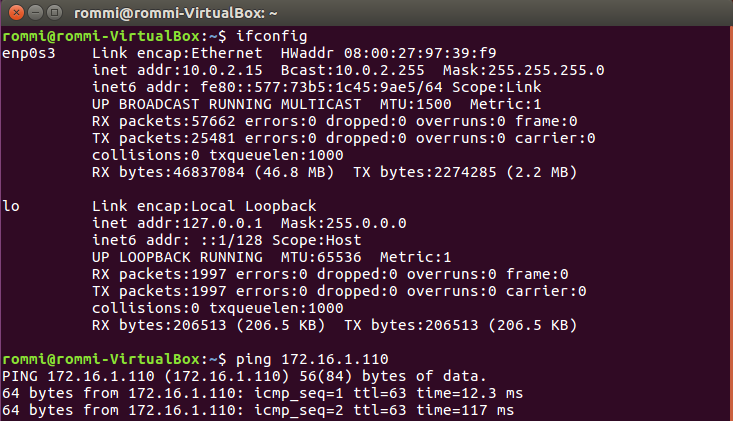 rommi@rommi-VirtualBox: ~
rommi@rommi-VirtualBox:~$ ifconfig
enp0s3    Link encap:Ethernet  HWaddr 08:00:27:97:39:f9
          inet addr:10.0.2.15  Bcast:10.0.2.255  Mask:255.255.255.0
          inet6 addr: fe80::577:73b5:1c45:9ae5/64 Scope:Link
          UP BROADCAST RUNNING MULTICAST  MTU:1500  Metric:1
          RX packets:57662 errors:0 dropped:0 overruns:0 frame:0
          TX packets:25481 errors:0 dropped:0 overruns:0 carrier:0
          collisions:0 txqueuelen:1000
          RX bytes:46837084 (46.8 MB)  TX bytes:2274285 (2.2 MB)

lo        Link encap:Local Loopback
          inet addr:127.0.0.1  Mask:255.0.0.0
          inet6 addr: ::1/128 Scope:Host
          UP LOOPBACK RUNNING  MTU:65536  Metric:1
          RX packets:1997 errors:0 dropped:0 overruns:0 frame:0
          TX packets:1997 errors:0 dropped:0 overruns:0 carrier:0
          collisions:0 txqueuelen:1000
          RX bytes:206513 (206.5 KB)  TX bytes:206513 (206.5 KB)

rommi@rommi-VirtualBox:~$ ping 172.16.1.110
PING 172.16.1.110 (172.16.1.110) 56(84) bytes of data.
64 bytes from 172.16.1.110: icmp_seq=1 ttl=63 time=12.3 ms
64 bytes from 172.16.1.110: icmp_seq=2 ttl=63 time=117 ms